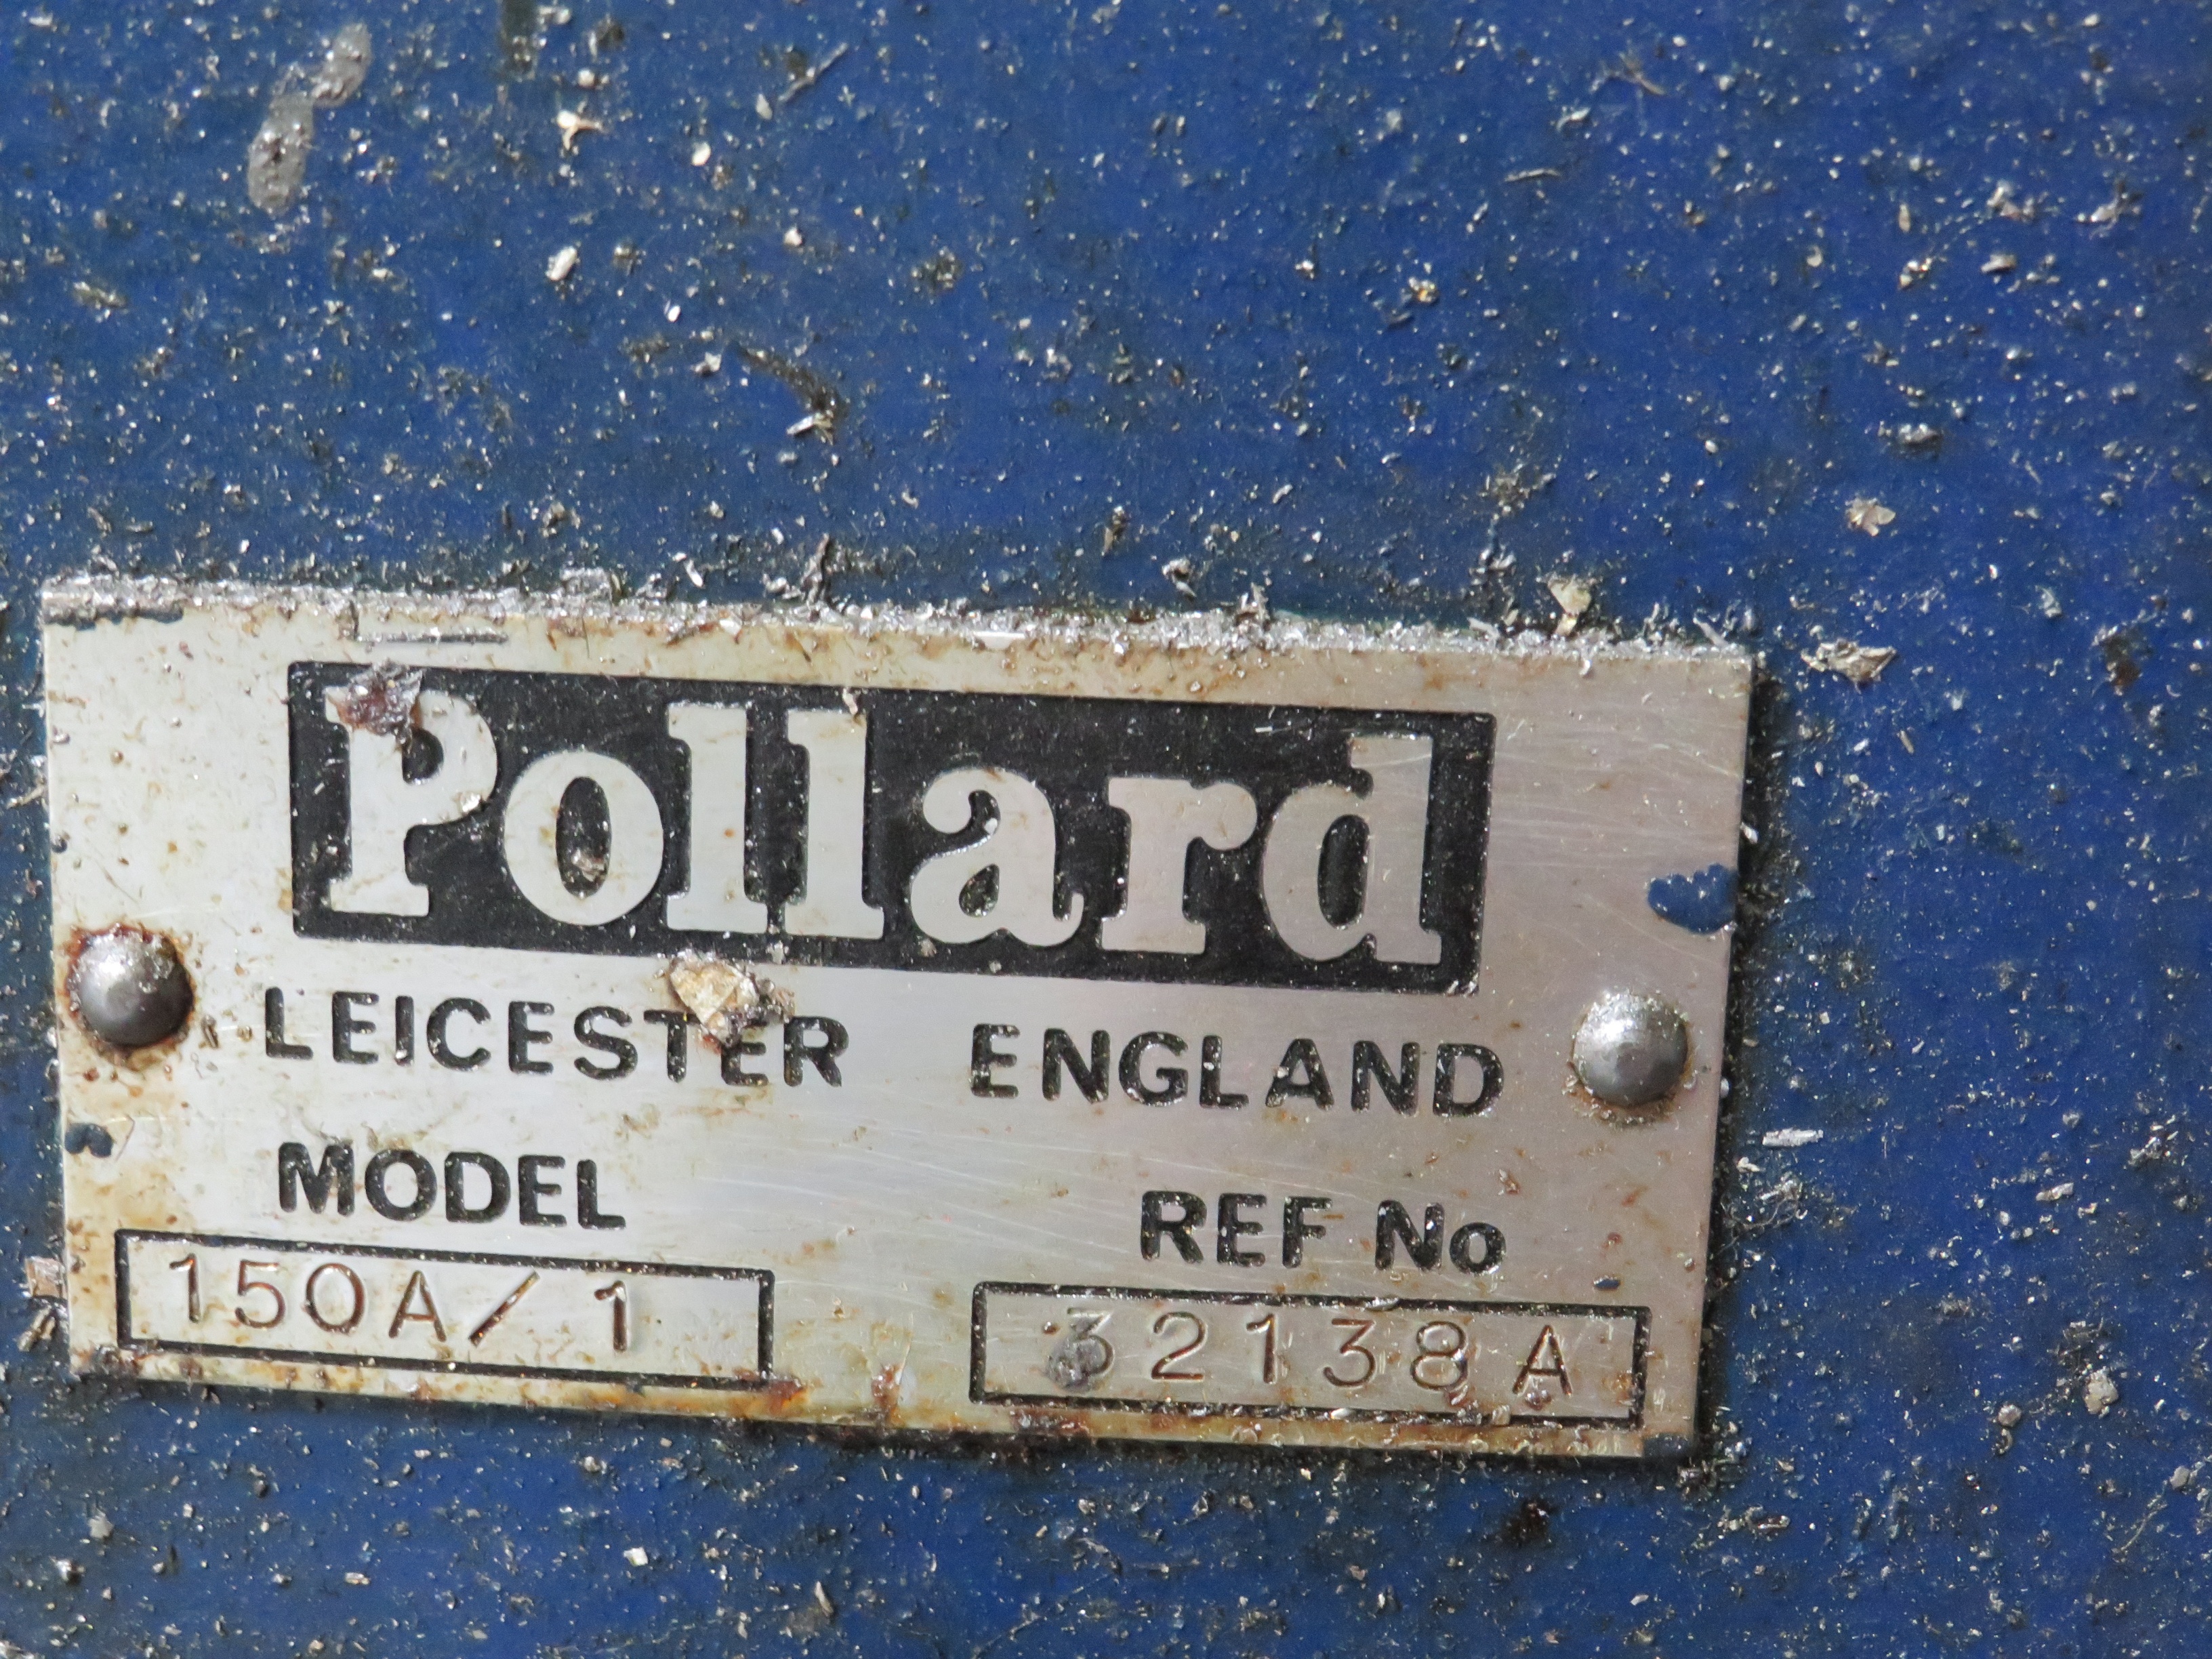 Pollard
LEICESTER ENGLAND
MODEL REF No
150A/1 32138A